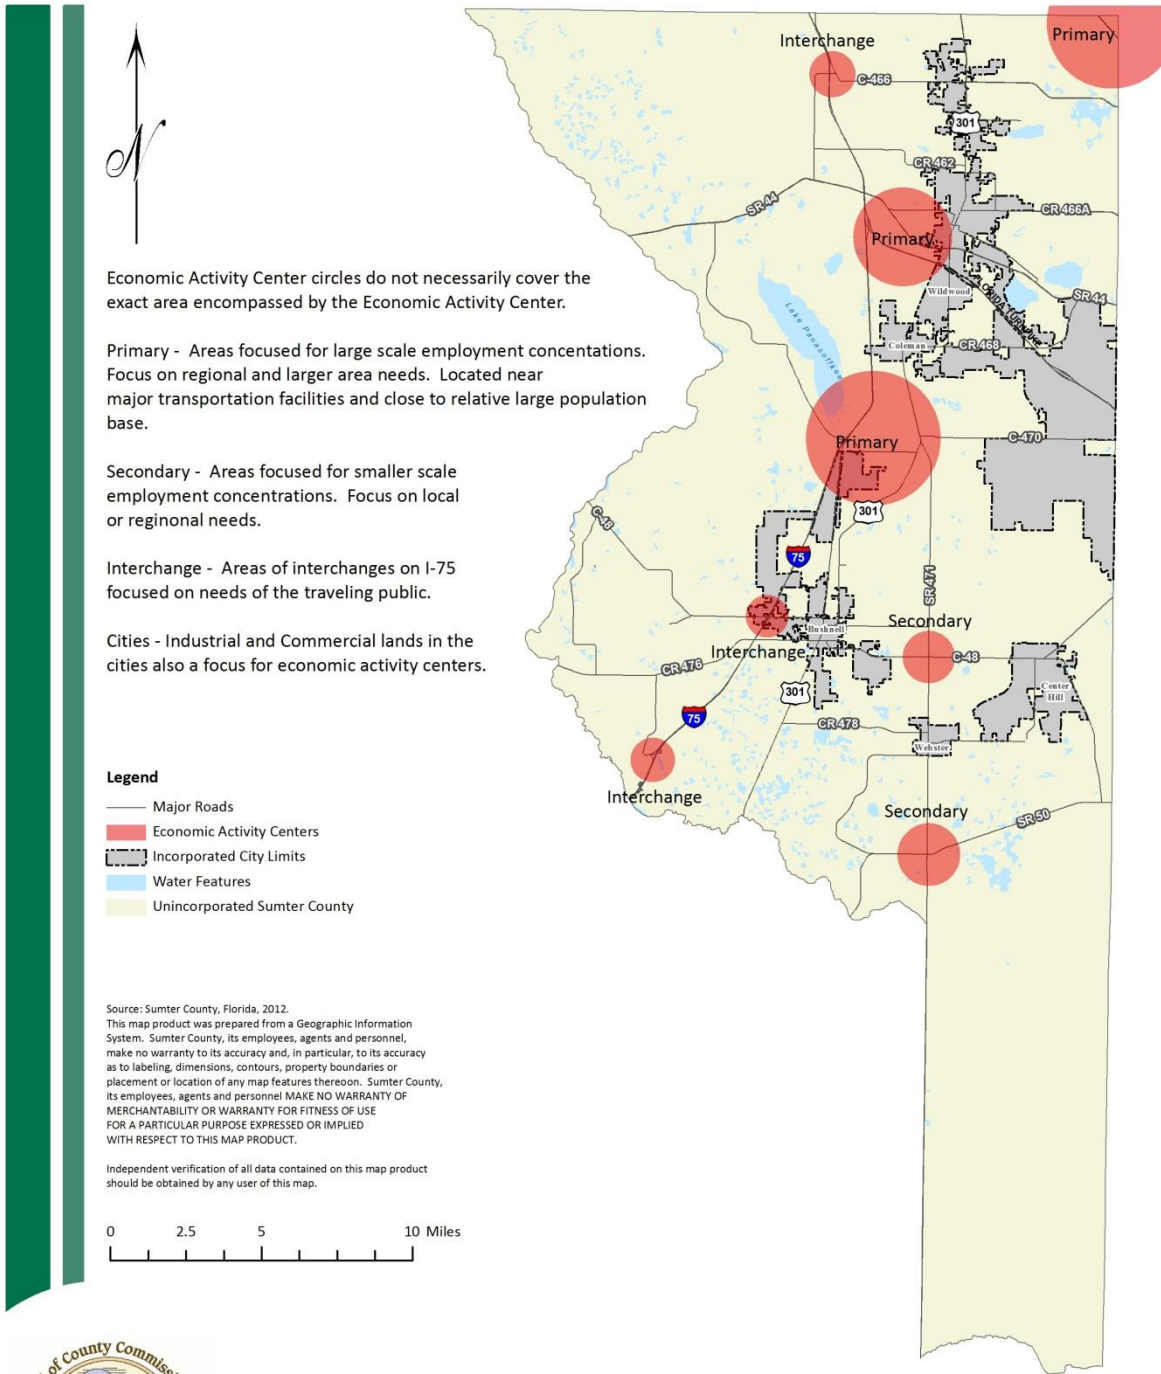 N
Economic Activity Center circles do not necessarily cover the
exact area encompassed by the Economic Activity Center.
Primary - Areas focused for large scale employment concentations.
Focus on regional and larger area needs. Located near
major transportation facilities and close to relative large population
base.
Secondary - Areas focused for smaller scale
employment concentrations. Focus on local
or reginonal needs.
Interchange - Areas of interchanges on I-75
focused on needs of the traveling public.
Cities - Industrial and Commercial lands in the
cities also a focus for economic activity centers.
Legend
Major Roads
Economic Activity Centers
Incorporated City Limits
Water Features
Unincorporated Sumter County
Source: Sumter County, Florida, 2012.
This map product was prepared from a Geographic Information
System. Sumter County, its employees, agents and personnel,
make no warranty to its accuracy and, in particular, to its accuracy
as to labeling, dimensions, contours, property boundaries or
placement or location of any map features thereoon. Sumter County,
its employees, agents and personnel MAKE NO WARRANTY OF
MERCHANTABILITY OR WARRANTY FOR FITNESS OF USE
FOR A PARTICULAR PURPOSE EXPRESSED OR IMPLIED
WITH RESPECT TO THIS MAP PRODUCT.
Independent verification of all data contained on this map product
should be obtained by any user of this map.
0 2.5 5 10 Miles
of County Commis
Primary
Interchange
C-466
301
CR 462
SR 44
CR 466A
Primary
Wildwood
FLORIDA TURNPIKE
SR 44
Lake Panasoffkee
Coleman
CR 468
Primary
C-470
301
C-48
75
SR 471
Secondary
Bushnell
Interchange
C-48
CR 476
301
Center
Hill
75
CR 478
Webster
Interchange
Secondary
SR 50